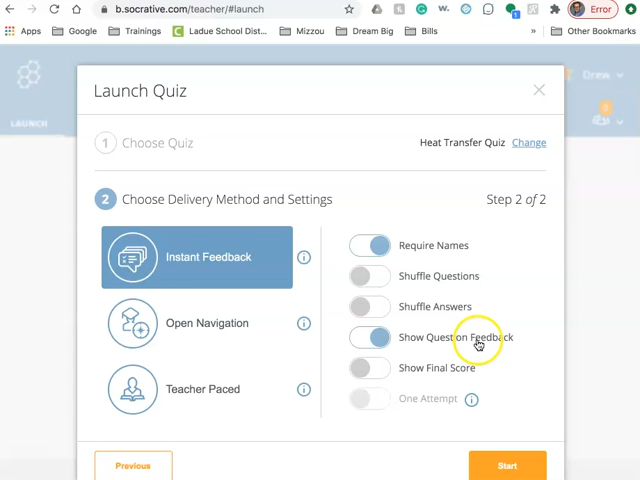 b.socrative.com/teacher/#launch
Error
Apps Google Trainings Ladue School Dist... Mizzou Dream Big Bills » Other Bookmarks
Drew
LAUNCH
Launch Quiz
1 Choose Quiz Heat Transfer Quiz Change
2 Choose Delivery Method and Settings Step 2 of 2
Instant Feedback
Open Navigation
Teacher Paced
Require Names
Shuffle Questions
Shuffle Answers
Show Question Feedback
Show Final Score
One Attempt
Previous Start